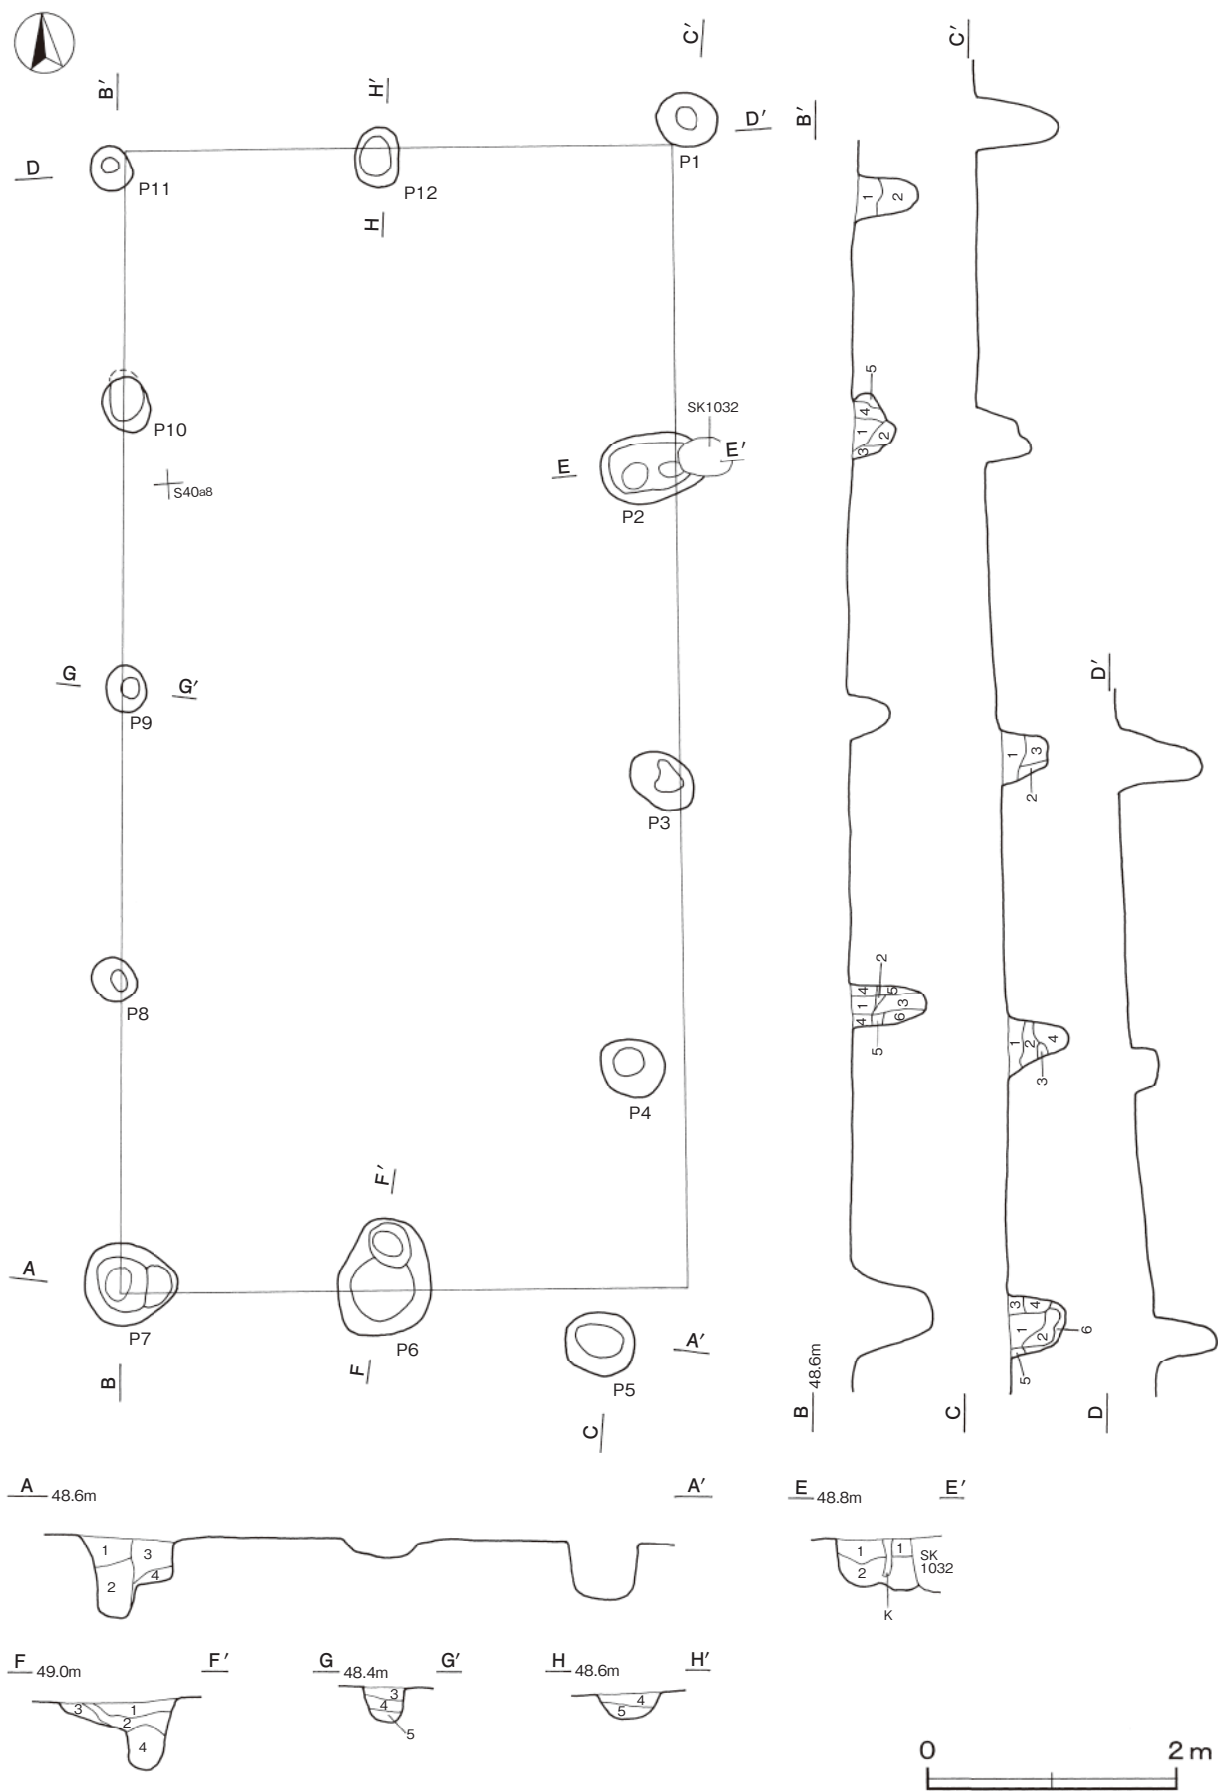 C′
C′
B′
H′
D′
B′
P1
D
P11
P12
H
5
1 2
4
1 2
3
SK1032
P10
E
E′
S40a8
P2
G
G′
P9
D′
1 3
2
P3
P8
2
4 5
1 3
4 6
5
1 2 4
3
P4
F′
A
P7
P6
A′
P5
3 4
1
2
6
5
B
F
C
B 48.6m
C
D
A 48.6m
A′
E 48.8m
E′
1 3
2 4
1 1
2
SK
1032
K
F 49.0m
F′
G 48.4m
G′
H 48.6m
H′
3 1
2
4
3
4
5
4
5
0 2m